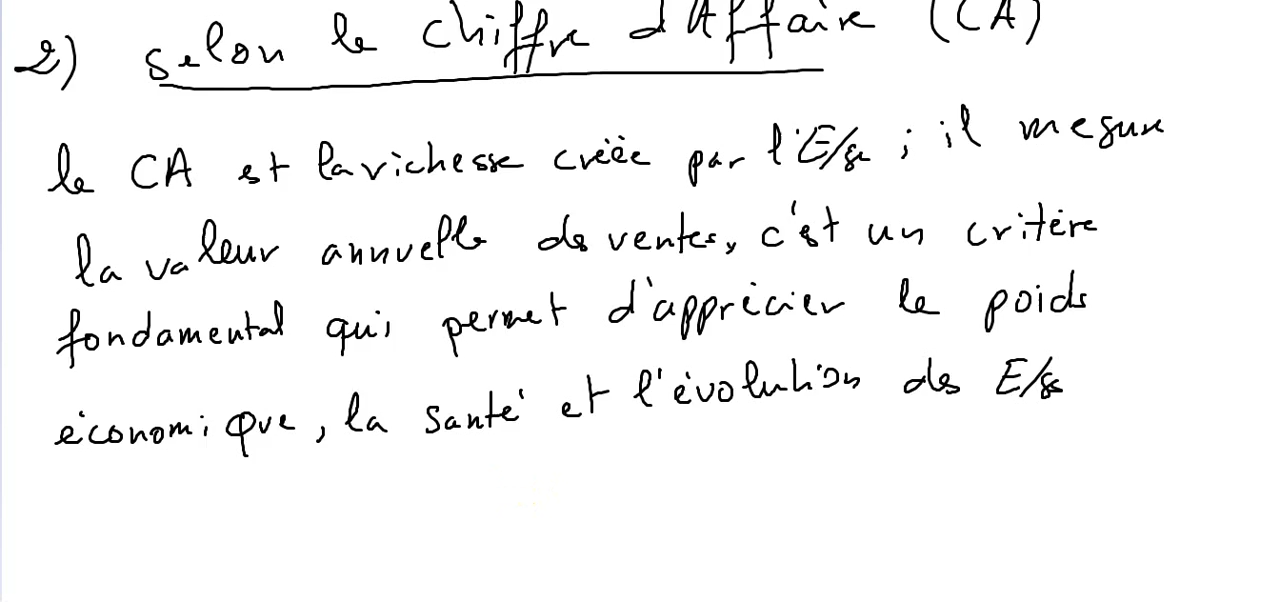 2) selon le chiffre d'Affaire (CA)
le CA est la richesse créée par l'E/se ; il mesure
la valeur annuelle de ventes, c'est un critère
fondamental qui permet d'apprécier le poids
économique, la santé et l'évolution des E/ses